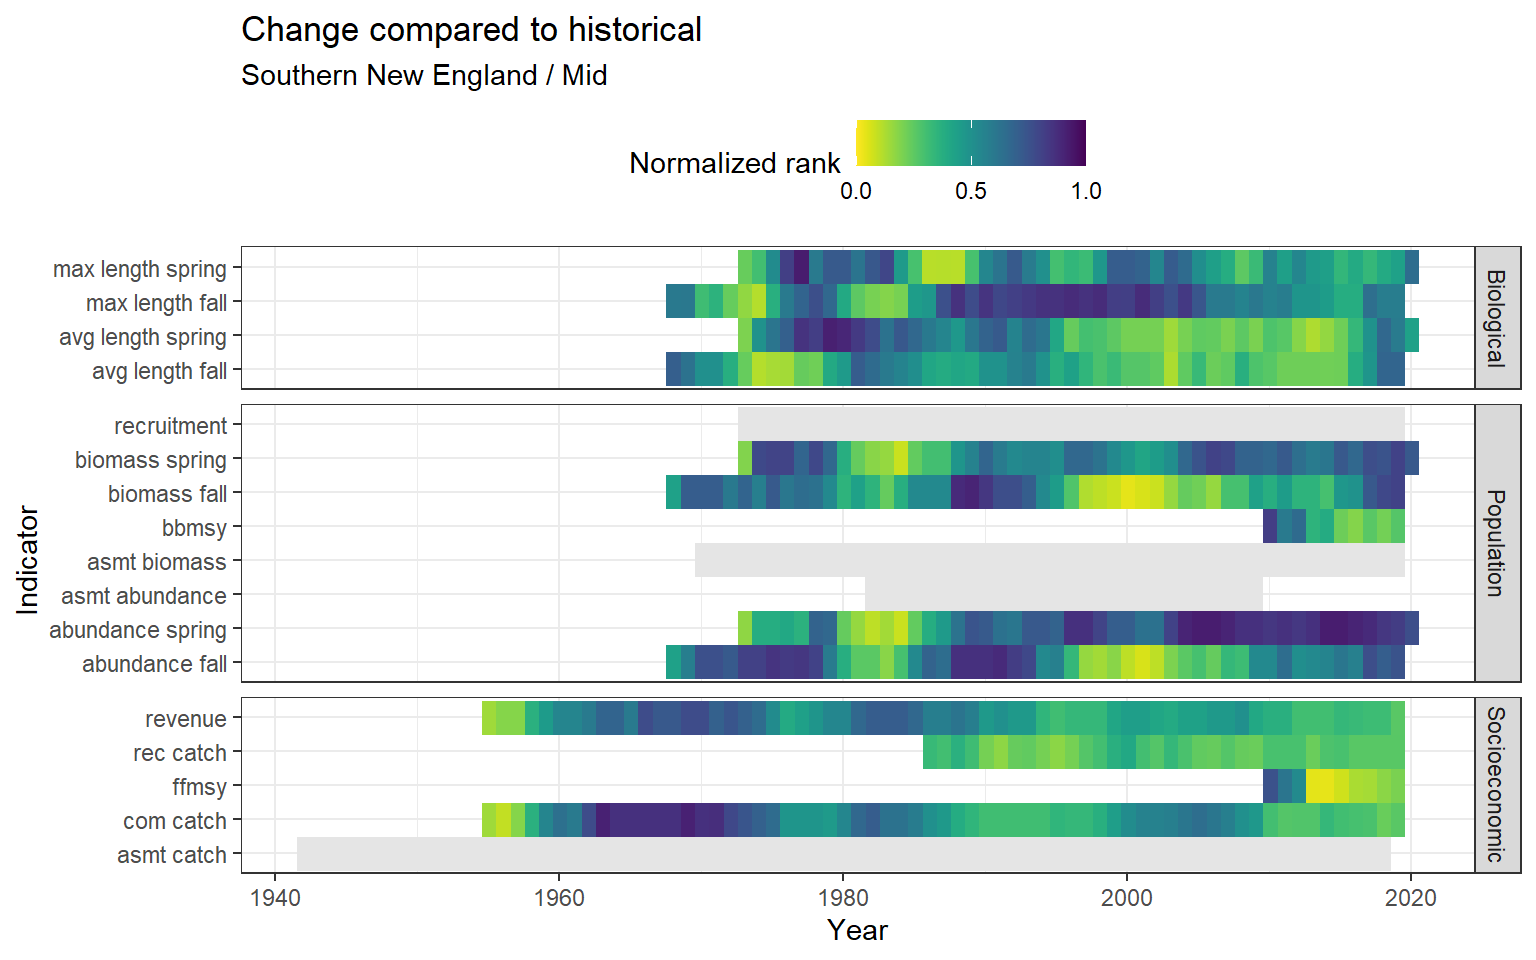 Change compared to historical
Southern New England / Mid
Normalized rank
0.0 0.5 1.0
max length spring
max length fall
avg length spring
avg length fall
Biological
recruitment
biomass spring
biomass fall
bbmsy
asmt biomass
asmt abundance
abundance spring
abundance fall
Population
revenue
rec catch
ffmsy
com catch
asmt catch
Socioeconomic
Indicator
1940 1960 1980 2000 2020
Year